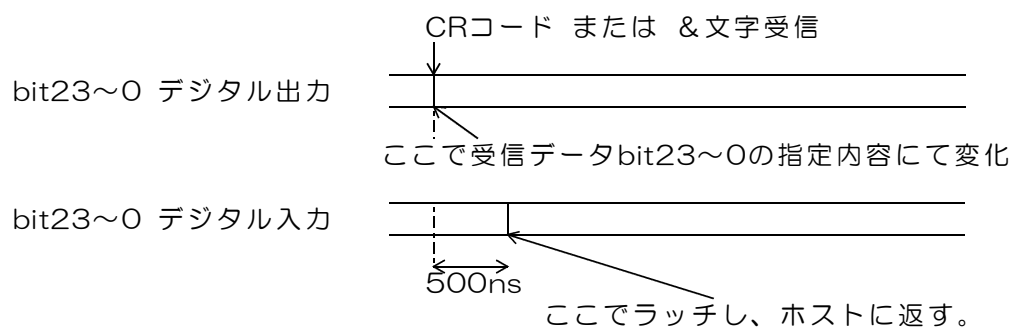 CRコード または ＆文字受信
bit23～0 デジタル出力
ここで受信データbit23～0の指定内容にて変化
bit23～0 デジタル入力
500ns
ここでラッチし、ホストに返す。